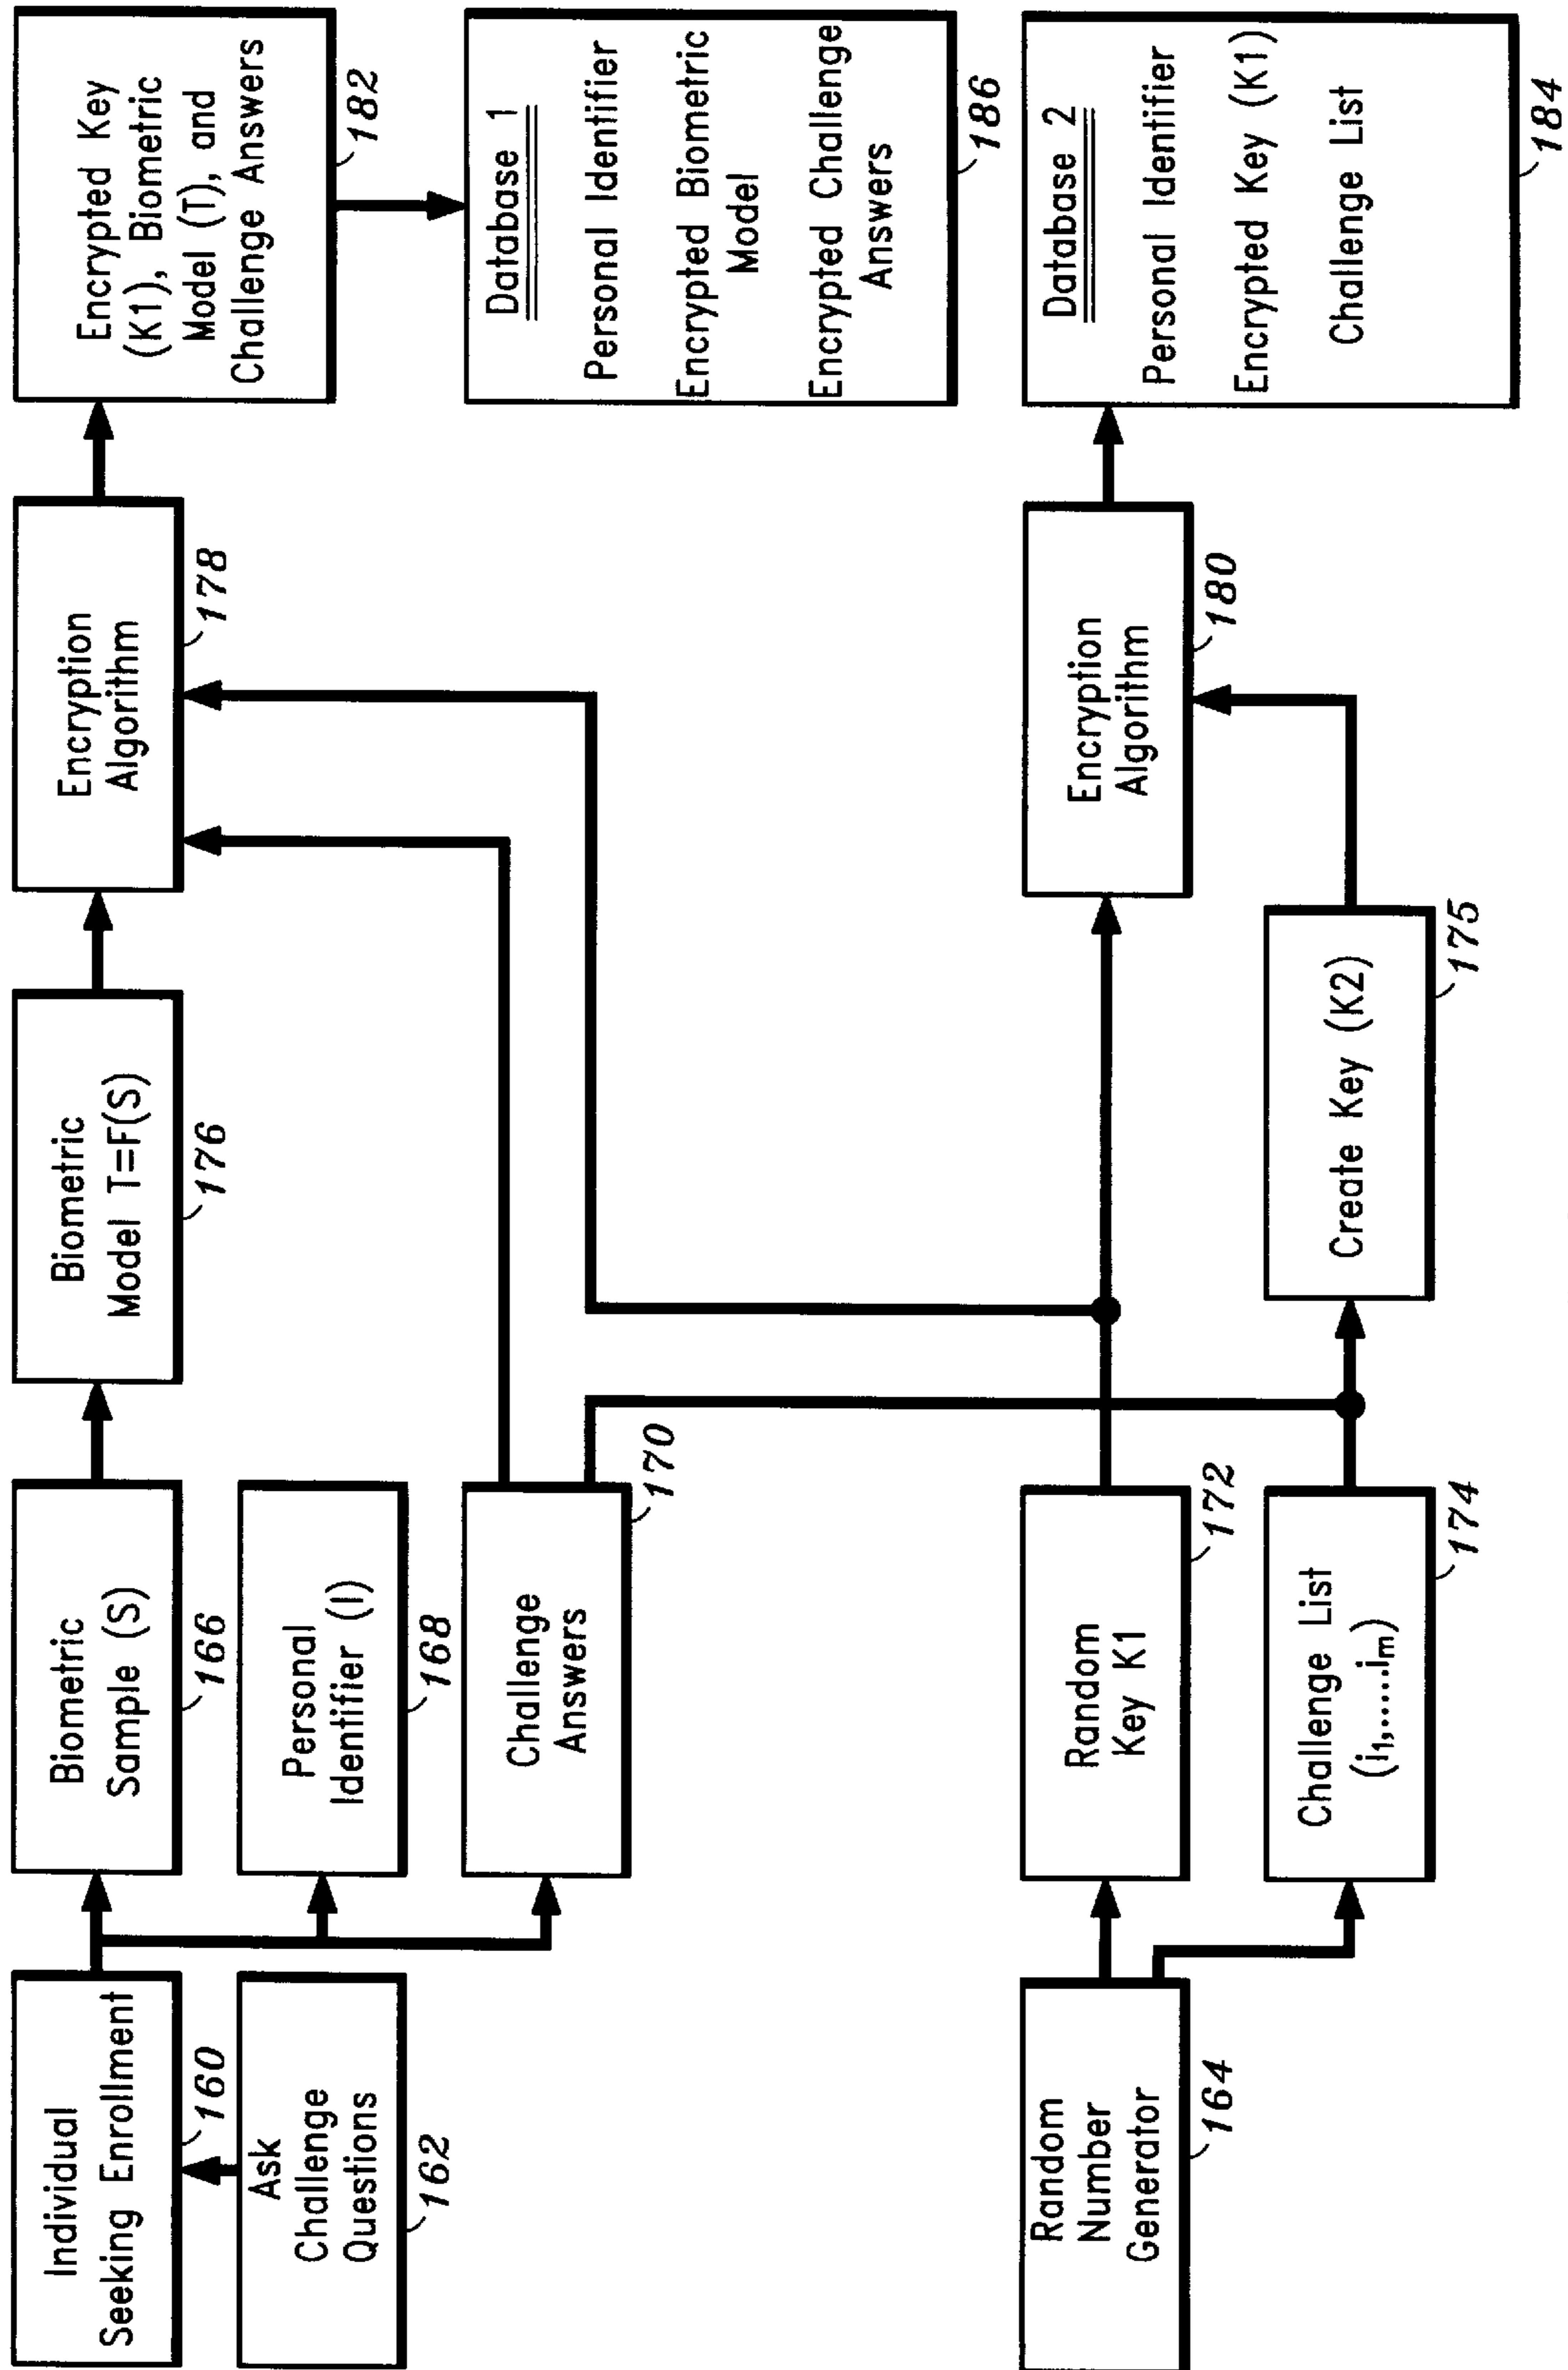 Individual
Seeking Enrollment
160
Ask
Challenge
Questions
162
Biometric
Sample (S)
166
Personal
Identifier (I)
168
Challenge
Answers
170
Biometric
Model T=F(S)
176
Encryption
Algorithm
178
Encrypted Key
(K1), Biometric
Model (T), and
Challenge Answers
182
Database 1
Personal Identifier
Encrypted Biometric
Model
Encrypted Challenge
Answers
186
Random
Number
Generator
164
Random
Key K1
172
Challenge List
(i1,.....im)
174
Create Key (K2)
175
Encryption
Algorithm
180
Database 2
Personal Identifier
Encrypted Key (K1)
Challenge List
184